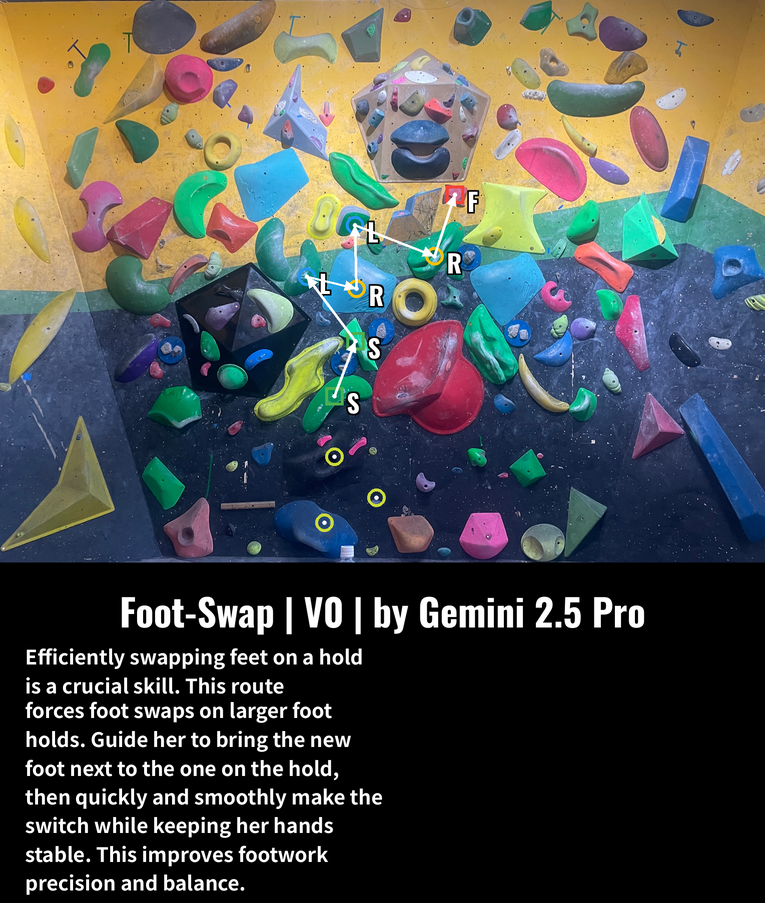 F
L
R
L
R
S
S
Foot-Swap | V0 | by Gemini 2.5 Pro
Efficiently swapping feet on a hold
is a crucial skill. This route
forces foot swaps on larger foot
holds. Guide her to bring the new
foot next to the one on the hold,
then quickly and smoothly make the
switch while keeping her hands
stable. This improves footwork
precision and balance.